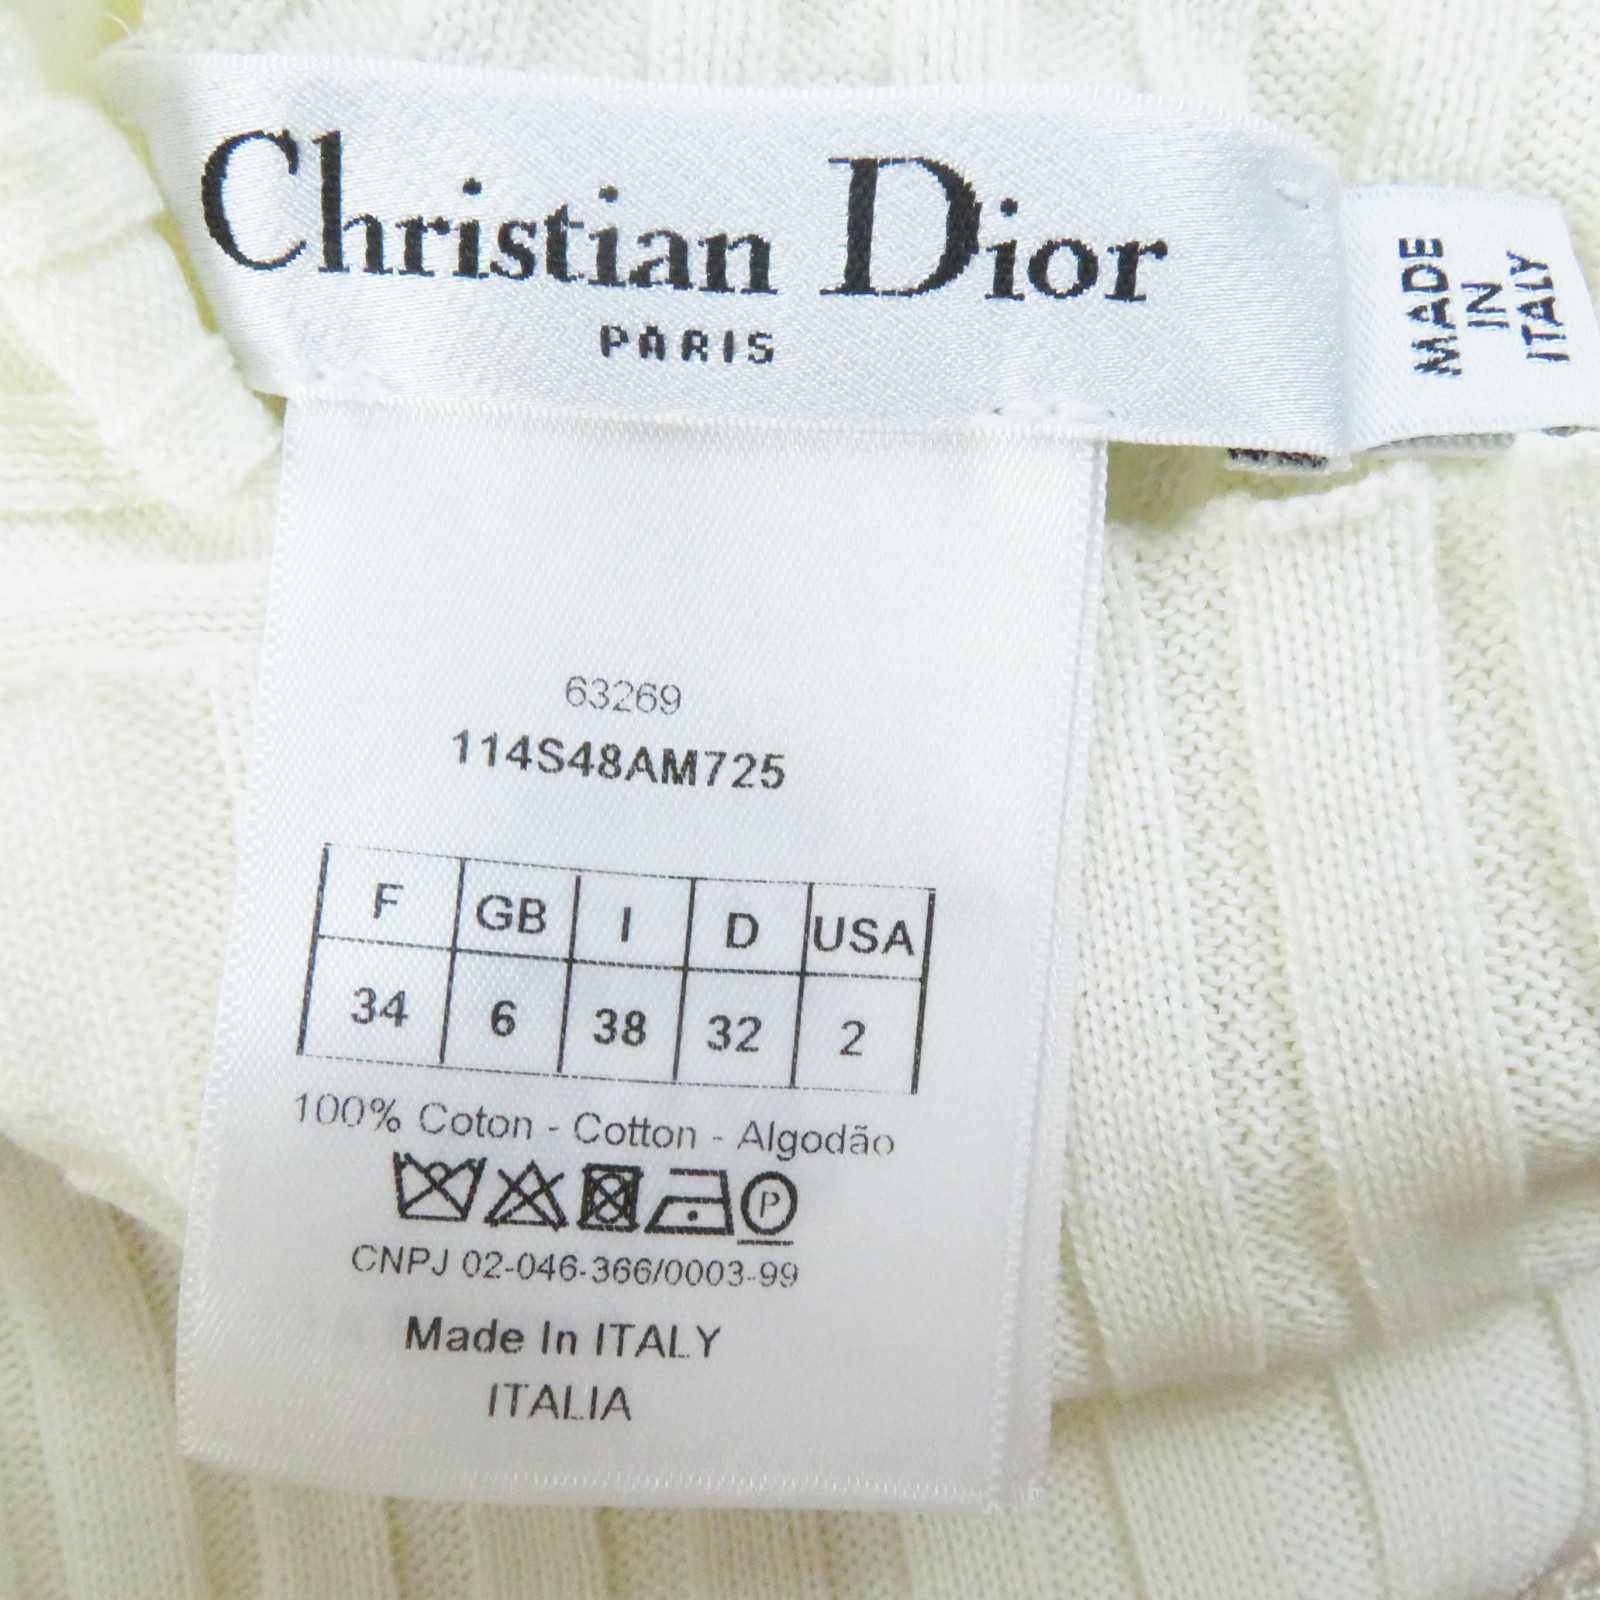 Christian Dior
PARIS
MADE
IN
ITALY
63269
114S48AM725
F GB I D USA
34 6 38 32 2
100% Coton - Cotton - Algodão
P
CNPJ 02-046-366/0003-99
Made In ITALY
ITALIA